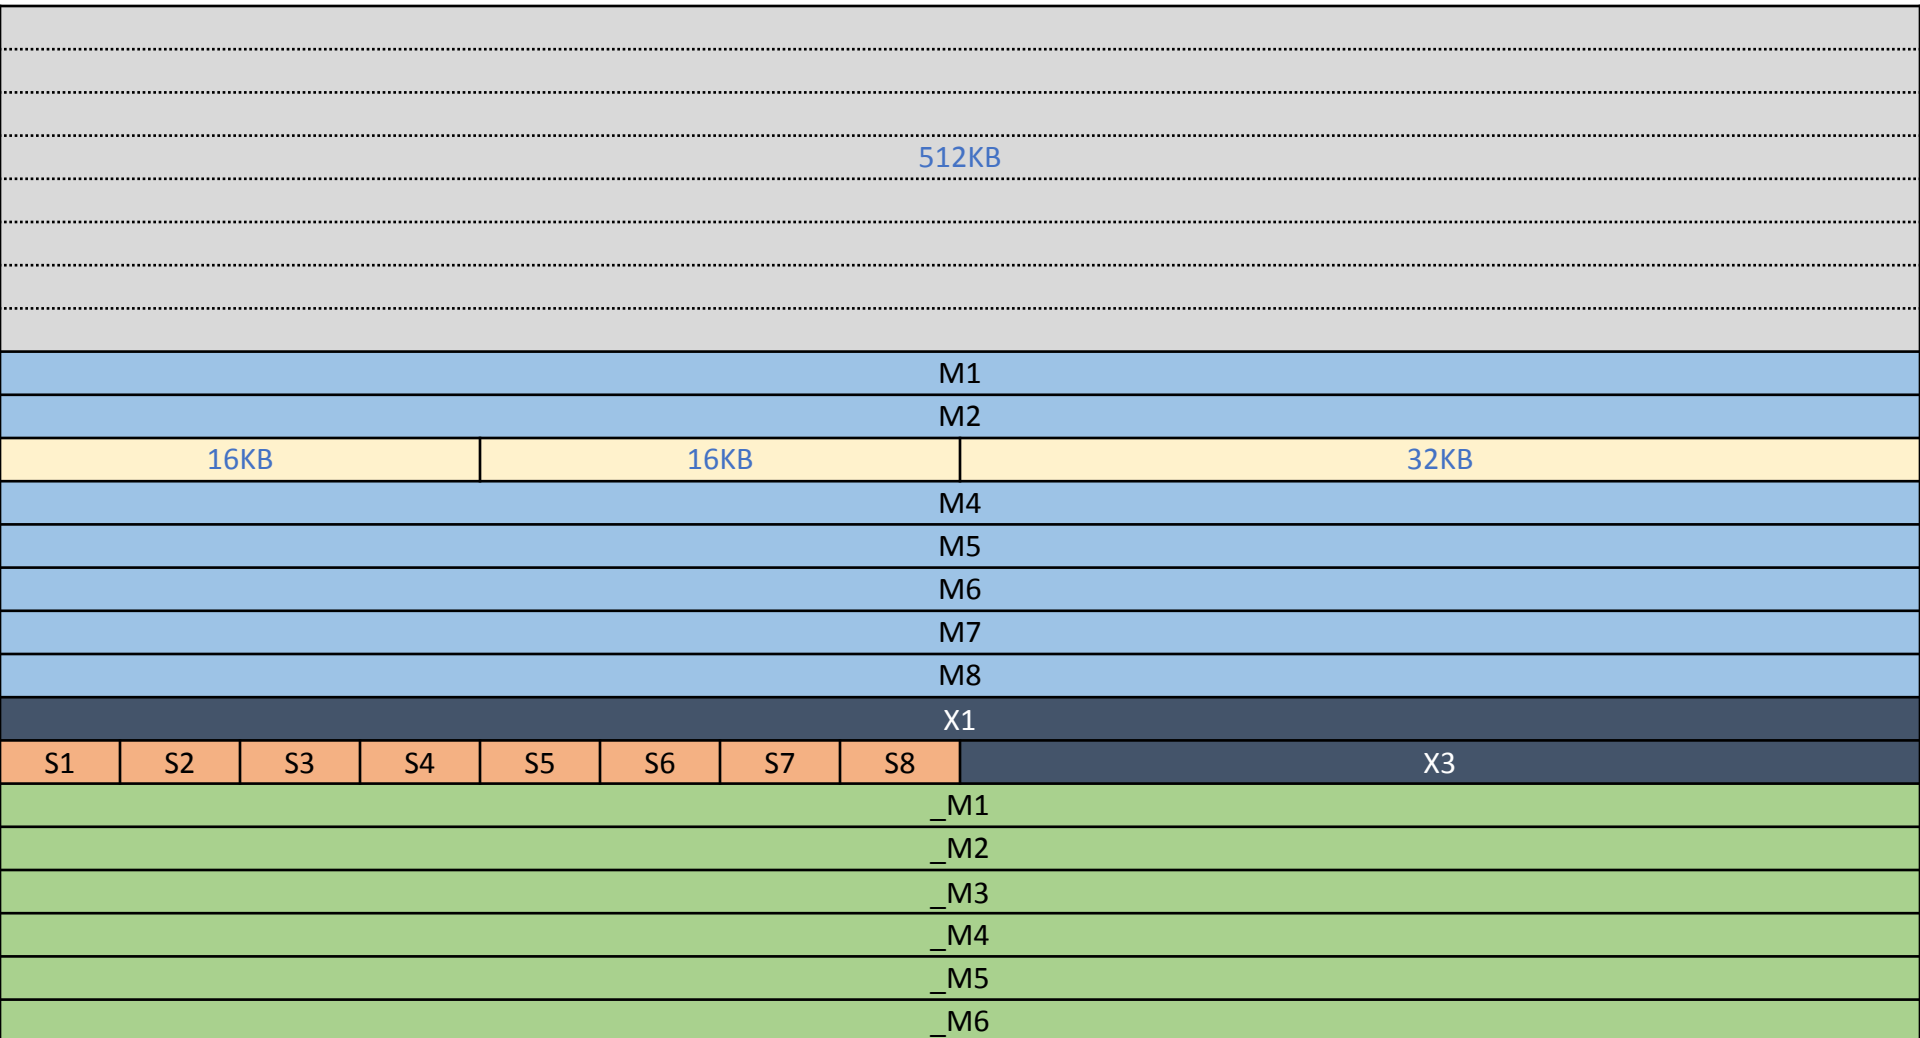 512KB
M1
M2
16KB 16KB 32KB
M4
M5
M6
M7
M8
X1
S1 S2 S3 S4 S5 S6 S7 S8 X3
_M1
_M2
_M3
_M4
_M5
_M6